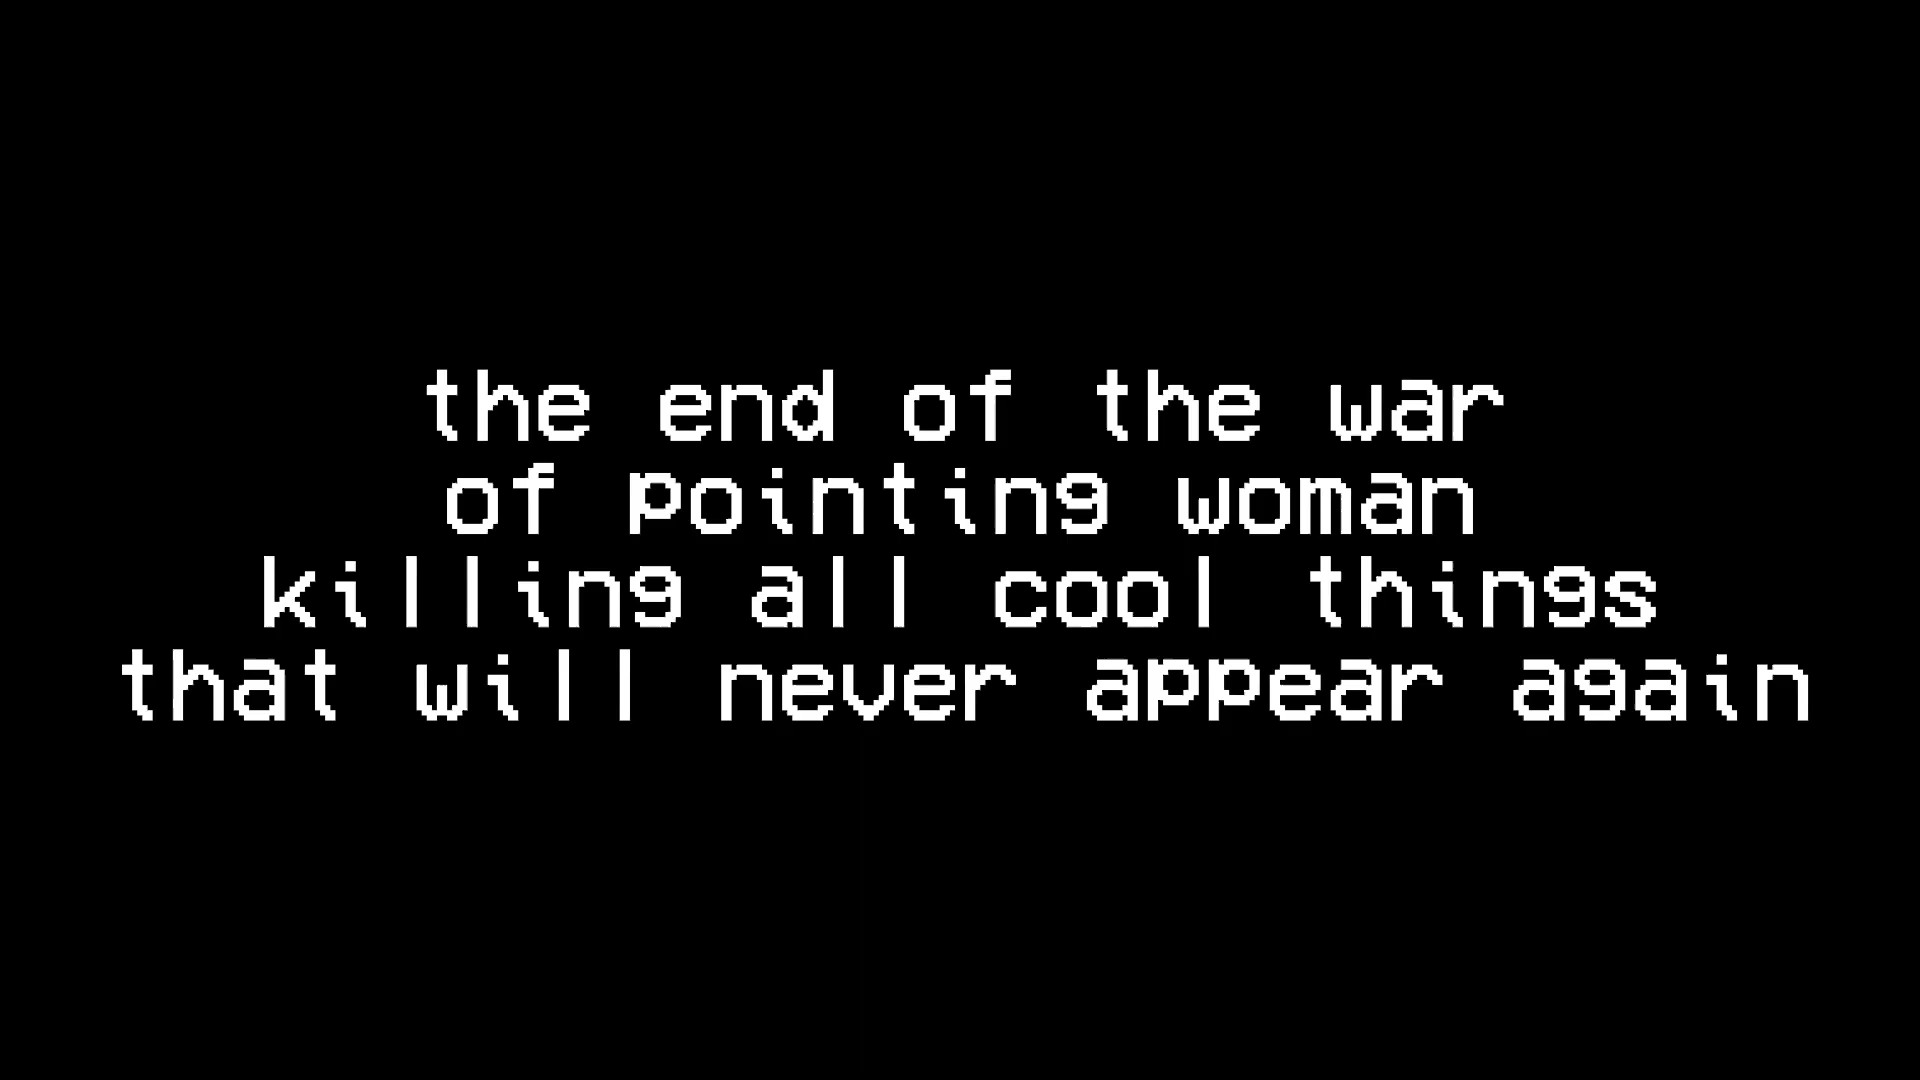 the end of the war
of pointing woman
killing all cool things
that will never appear again